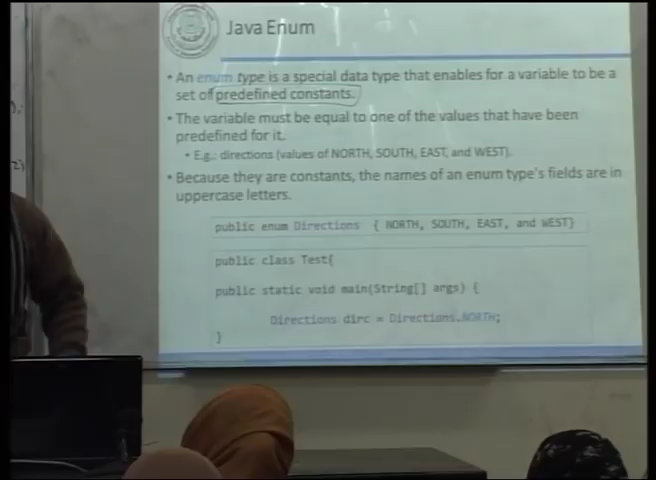 Java Enum
• An enum type is a special data type that enables for a variable to be a
set off predefined constants.
• The variable must be equal to one of the values that have been
predefined for it.
• E.g.: directions (values of NORTH, SOUTH, EAST, and WEST).
• Because they are constants, the names of an enum type's fields are in
uppercase letters.
public enum Directions { NORTH, SOUTH, EAST, and WEST}
public class Test{
public static void main(String[] args) {
Directions dirc = Directions.NORTH;
}